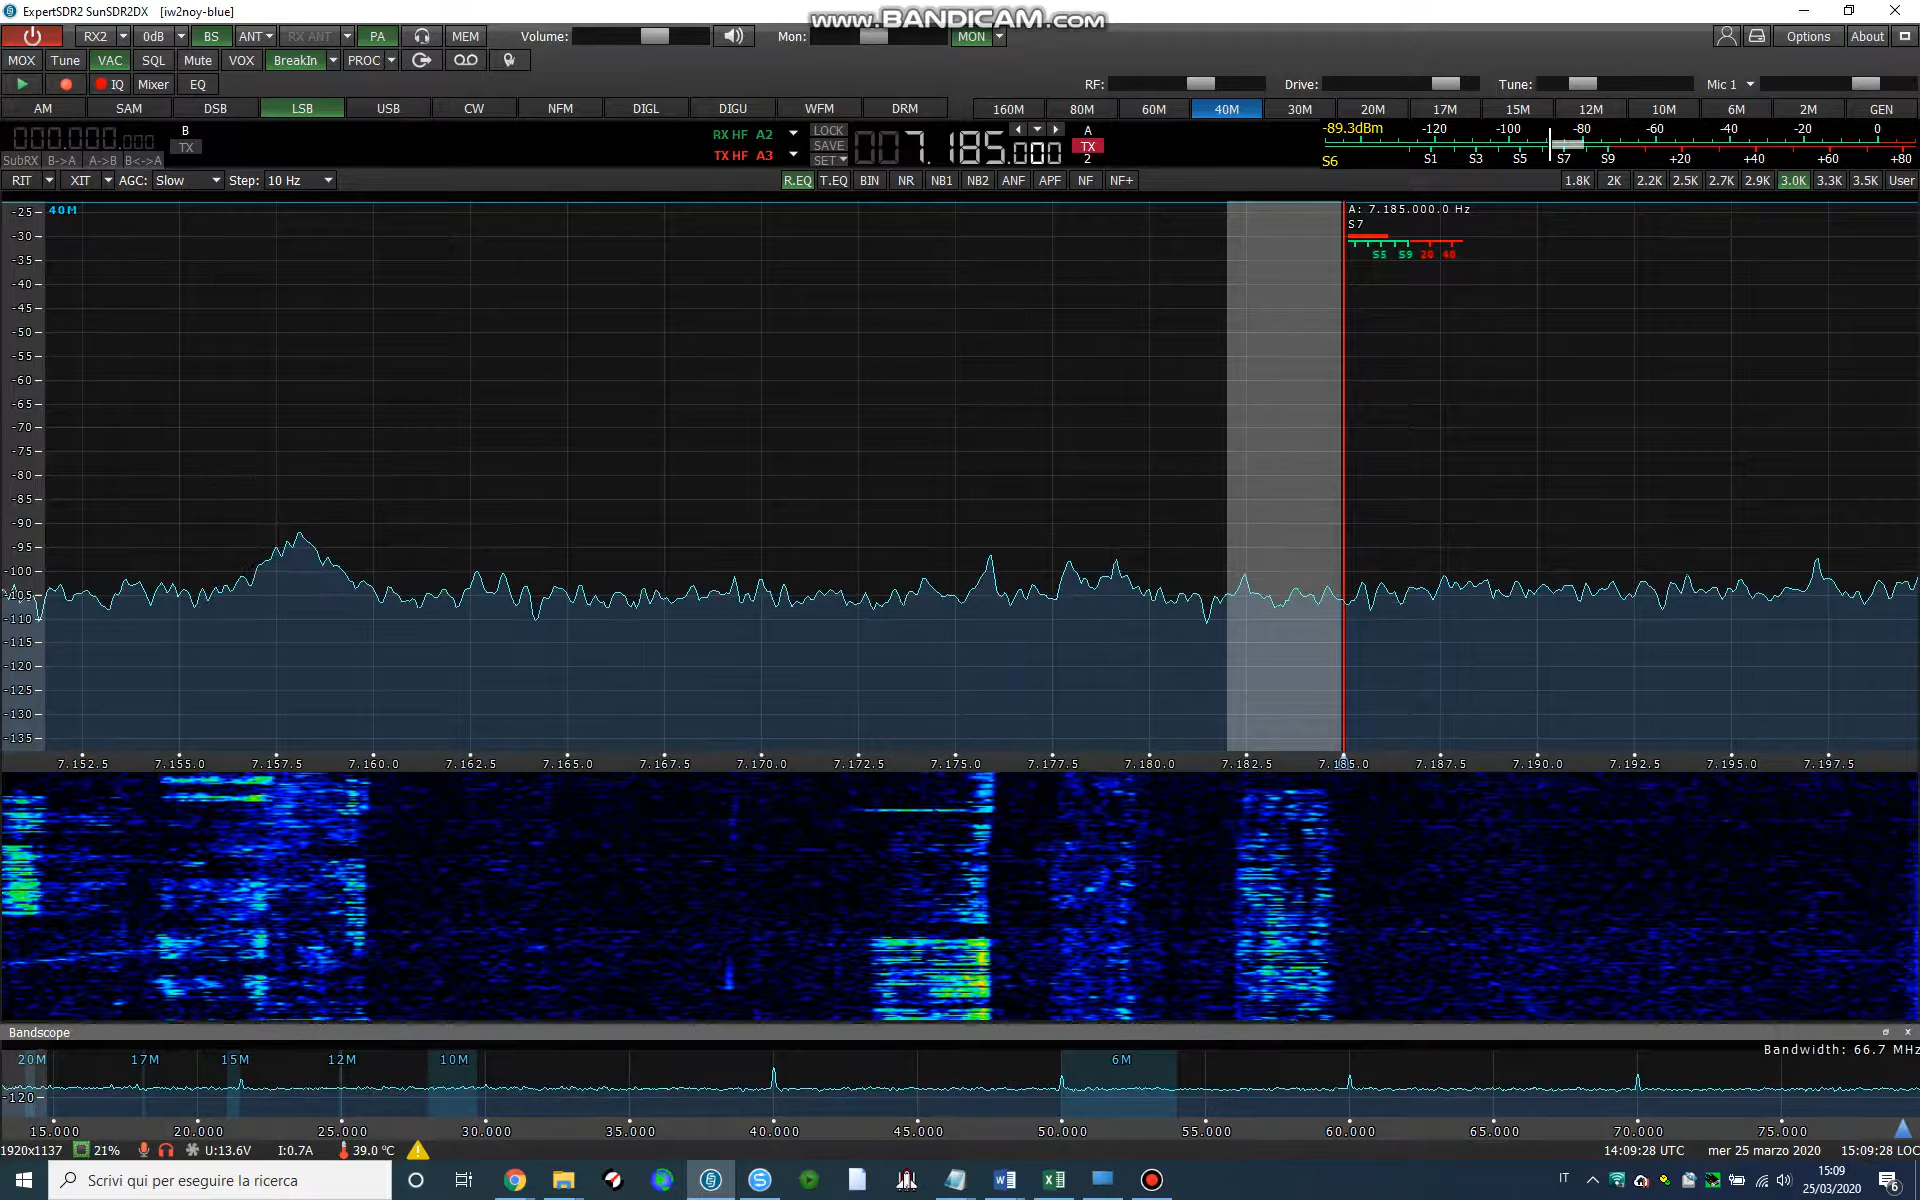 ExpertSDR2 SunSDR2DX [iw2noy-blue]
www.BANDICAM.com
RX2 0dB BS ANT RX ANT PA MEM Volume: Mon: MON Options About
MOX Tune VAC SQL Mute VOX BreakIn PROC
IQ Mixer EQ RF: Drive: Tune: Mic 1
AM SAM DSB LSB USB CW NFM DIGL DIGU WFM DRM 160M 80M 60M 40M 30M 20M 17M 15M 12M 10M 6M 2M GEN
000.000.000 B TX RX HF A2 LOCK 007.185.000 A TX 2 -89.3dBm -120 -100 -80 -60 -40 -20 0
TX HF A3 SAVE
SubRX B->A A->B B<->A SET S6 S1 S3 S5 S7 S9 +20 +40 +60 +80
RIT XIT AGC: Slow Step: 10 Hz R.EQ T.EQ BIN NR NB1 NB2 ANF APF NF NF+ 1.8K 2K 2.2K 2.5K 2.7K 2.9K 3.0K 3.3K 3.5K User
-25 40M A: 7.185.000.0 Hz
S7
-30
-35 S5 S9 20 40
-45
-50
-55
-60
-65
-70
-75
-80
-85
-90
-95
-100
-105
-110
-115
-120
-125
-130
-135
7.152.5 7.155.0 7.157.5 7.160.0 7.162.5 7.165.0 7.167.5 7.170.0 7.172.5 7.175.0 7.177.5 7.180.0 7.182.5 7.185.0 7.187.5 7.190.0 7.192.5 7.195.0 7.197.5
Bandscope
20M 17M 15M 12M 10M 6M Bandwidth: 66.7 MHz
-120
15.000 20.000 25.000 30.000 35.000 40.000 45.000 50.000 55.000 60.000 65.000 70.000 75.000
1920x1137 21% U:13.6V I:0.7A 39.0 °C 14:09:28 UTC mer 25 marzo 2020 15:09:28 LOC
Scrivi qui per eseguire la ricerca IT 15:09
25/03/2020 6